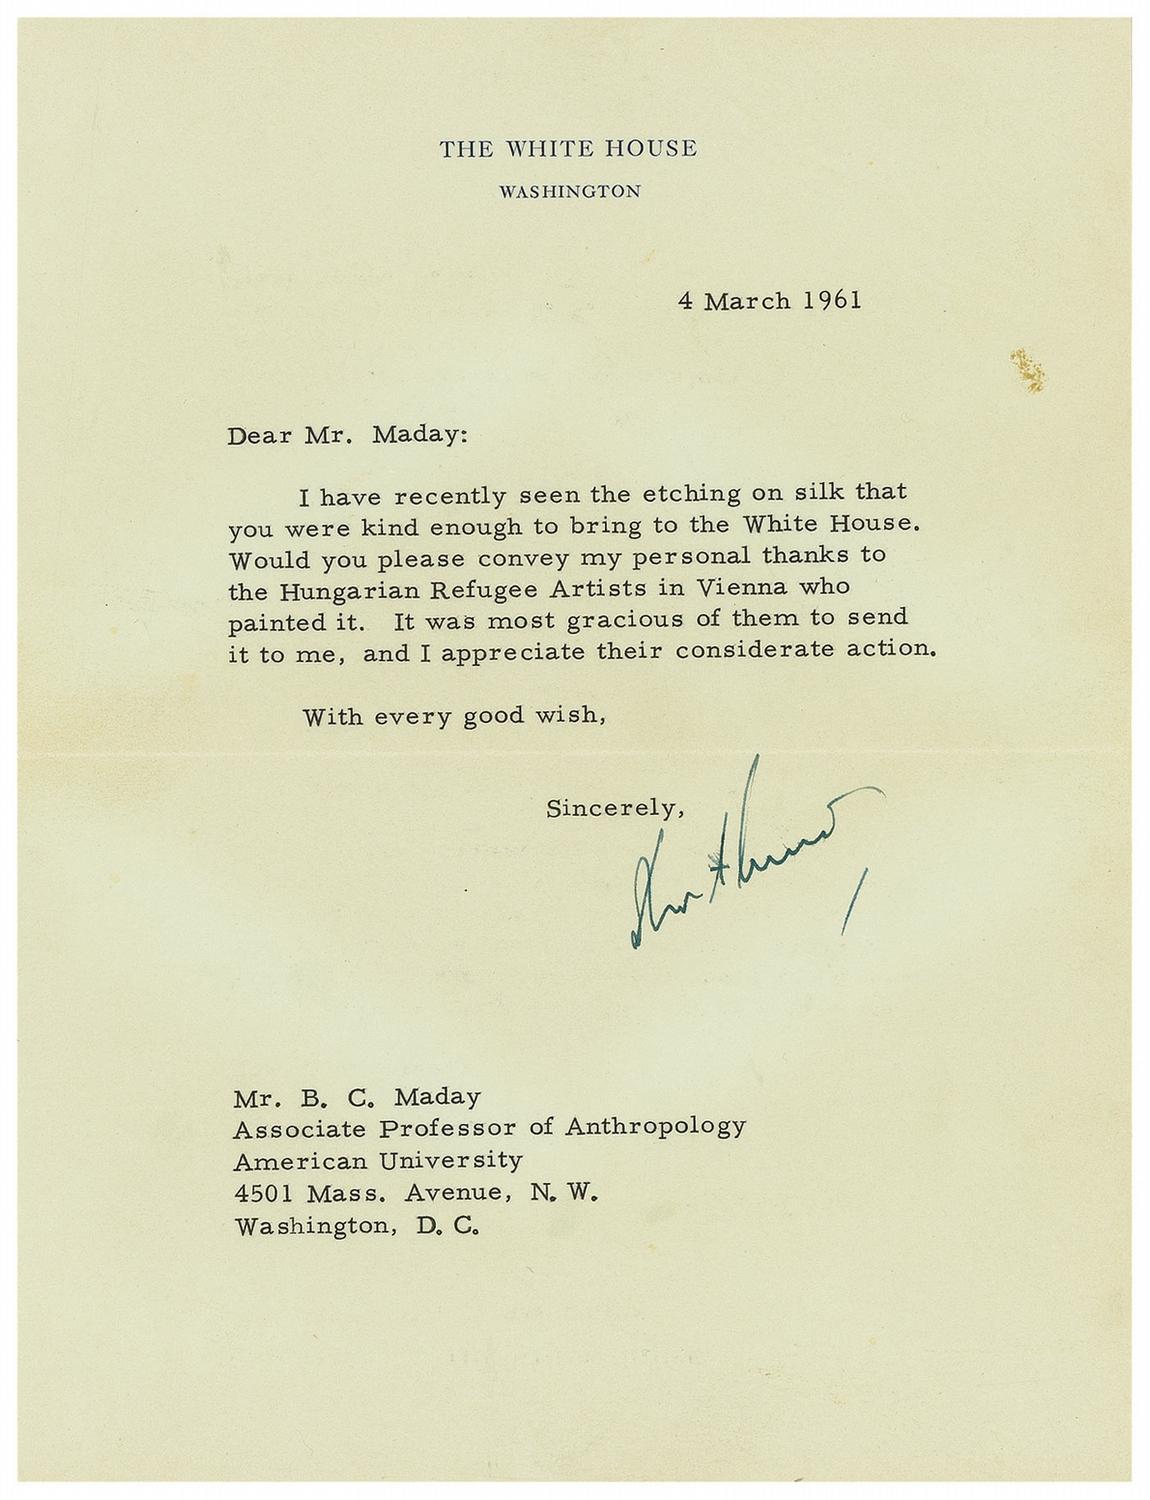 THE WHITE HOUSE
WASHINGTON
4 March 1961
Dear Mr. Maday:
I have recently seen the etching on silk that
you were kind enough to bring to the White House.
Would you please convey my personal thanks to
the Hungarian Refugee Artists in Vienna who
painted it. It was most gracious of them to send
it to me, and I appreciate their considerate action.
With every good wish,
Sincerely,
Mr. B. C. Maday
Associate Professor of Anthropology
American University
4501 Mass. Avenue, N. W.
Washington, D. C.